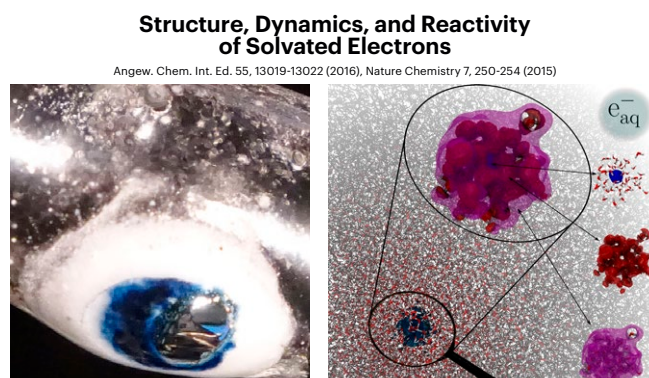 Structure, Dynamics, and Reactivity
of Solvated Electrons
Angew. Chem. Int. Ed. 55, 13019-13022 (2016), Nature Chemistry 7, 250-254 (2015)
e⁻aq